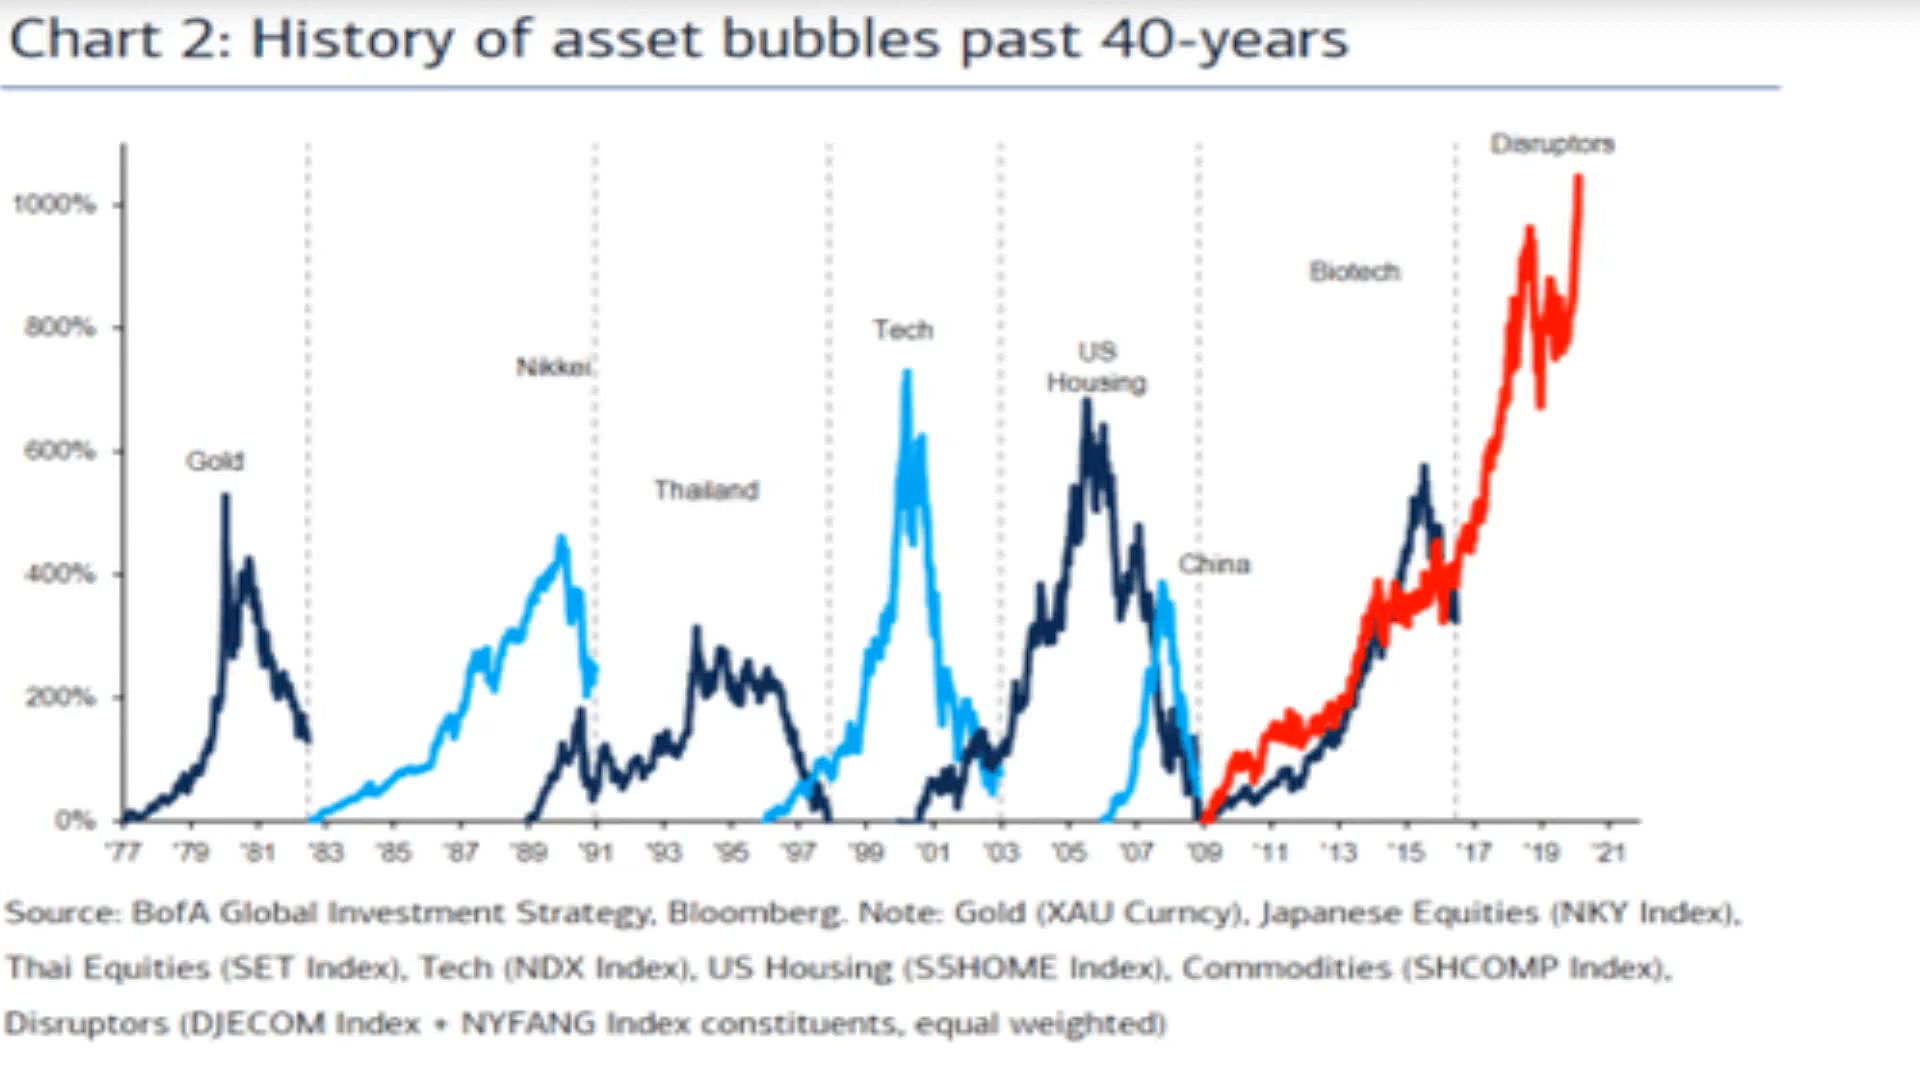 Chart 2: History of asset bubbles past 40-years
Disruptors
1000%
Biotech
800%
Tech
US
Housing
Nikkei
600%
Gold
Thailand
400%
China
200%
0%
'77 '79 '81 '83 '85 '87 '89 '91 '93 '95 '97 '99 '01 '03 '05 '07 '09 '11 '13 '15 '17 '19 '21
Source: BofA Global Investment Strategy, Bloomberg. Note: Gold (XAU Curncy), Japanese Equities (NKY Index),
Thai Equities (SET Index), Tech (NDX Index), US Housing (S5HOME Index), Commodities (SHCOMP Index),
Disruptors (DJECOM Index + NYFANG Index constituents, equal weighted)